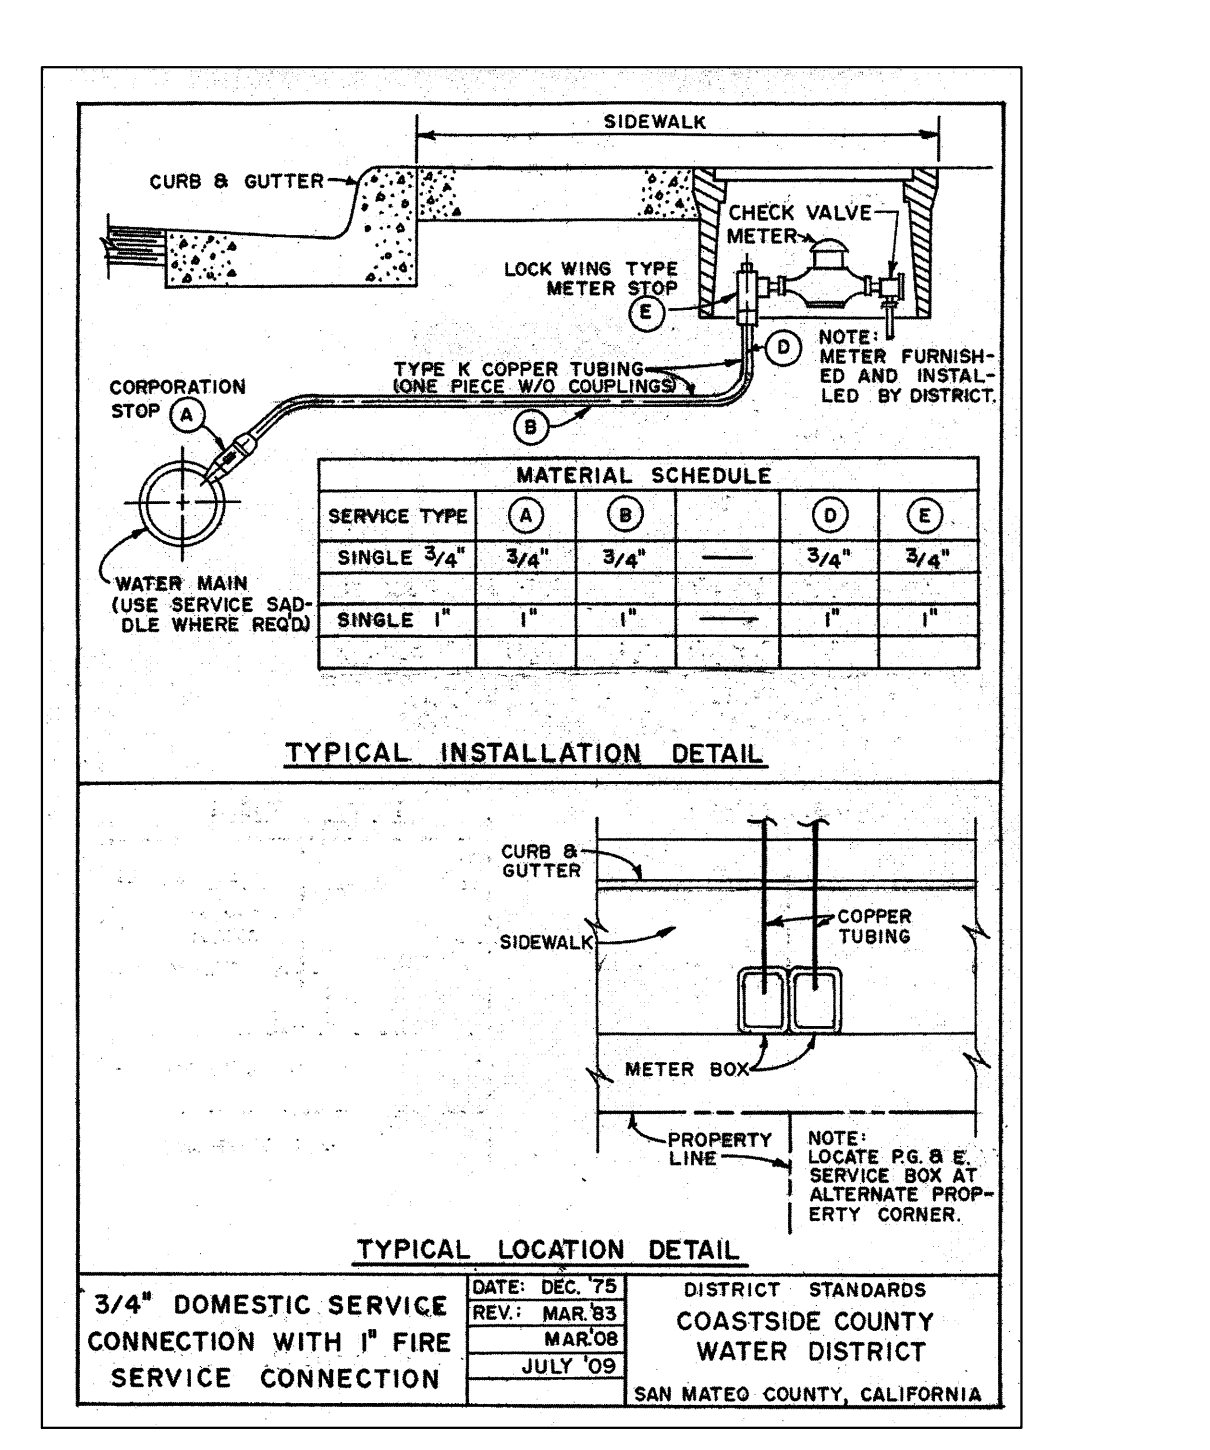 SIDEWALK
CURB & GUTTER
CHECK VALVE
METER
LOCK WING TYPE
METER STOP
E
D
NOTE:
METER FURNISH-
ED AND INSTAL-
LED BY DISTRICT.
TYPE K COPPER TUBING
(ONE PIECE W/O COUPLINGS)
CORPORATION
STOP A
B
WATER MAIN
(USE SERVICE SAD-
DLE WHERE REQ'D)
MATERIAL SCHEDULE
SERVICE TYPE A B D E
SINGLE 3/4" 3/4" 3/4" — 3/4" 3/4"
SINGLE 1" 1" 1" — 1" 1"
TYPICAL INSTALLATION DETAIL
CURB &
GUTTER
COPPER
TUBING
SIDEWALK
METER BOX
PROPERTY
LINE
NOTE:
LOCATE P.G. & E.
SERVICE BOX AT
ALTERNATE PROP-
ERTY CORNER.
TYPICAL LOCATION DETAIL
3/4" DOMESTIC SERVICE
CONNECTION WITH 1" FIRE
SERVICE CONNECTION
DATE: DEC. '75
REV.: MAR.'83
MAR.'08
JULY '09
DISTRICT STANDARDS
COASTSIDE COUNTY
WATER DISTRICT
SAN MATEO COUNTY, CALIFORNIA